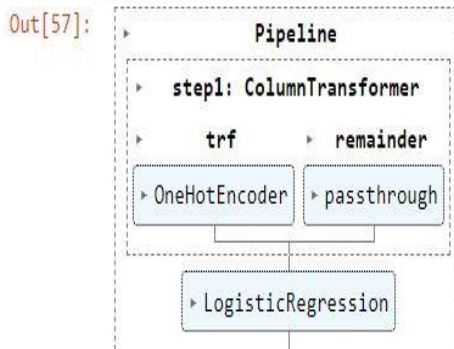 Out[57]:
Pipeline
step1: ColumnTransformer
trf remainder
OneHotEncoder passthrough
LogisticRegression